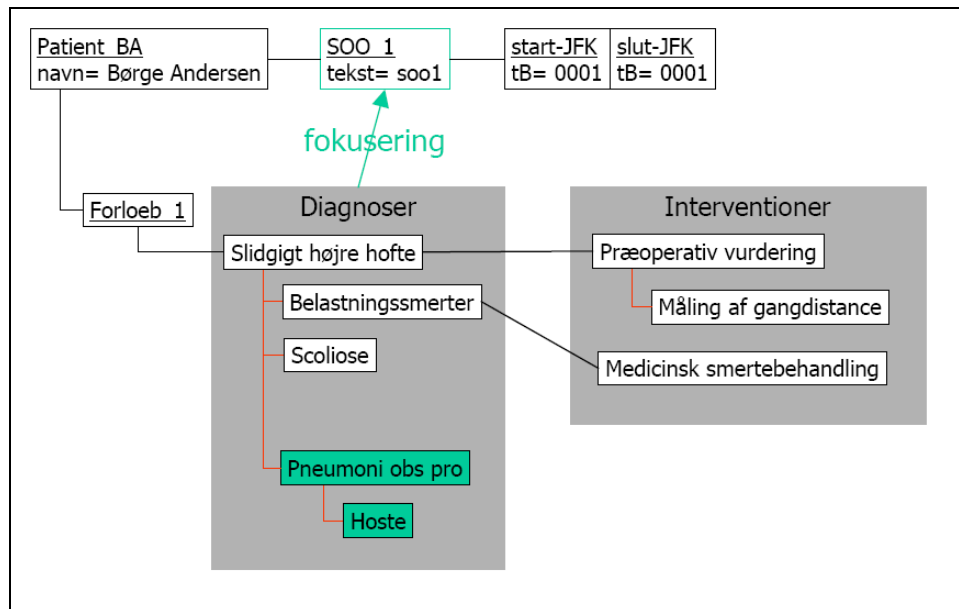 Patient_BA
navn= Børge Andersen
SOO_1
tekst= soo1
start-JFK
tB= 0001
slut-JFK
tB= 0001
fokusering
Forloeb_1
Diagnoser
Slidgigt højre hofte
Belastningssmerter
Scoliose
Pneumoni obs pro
Hoste
Interventioner
Præoperativ vurdering
Måling af gangdistance
Medicinsk smertebehandling